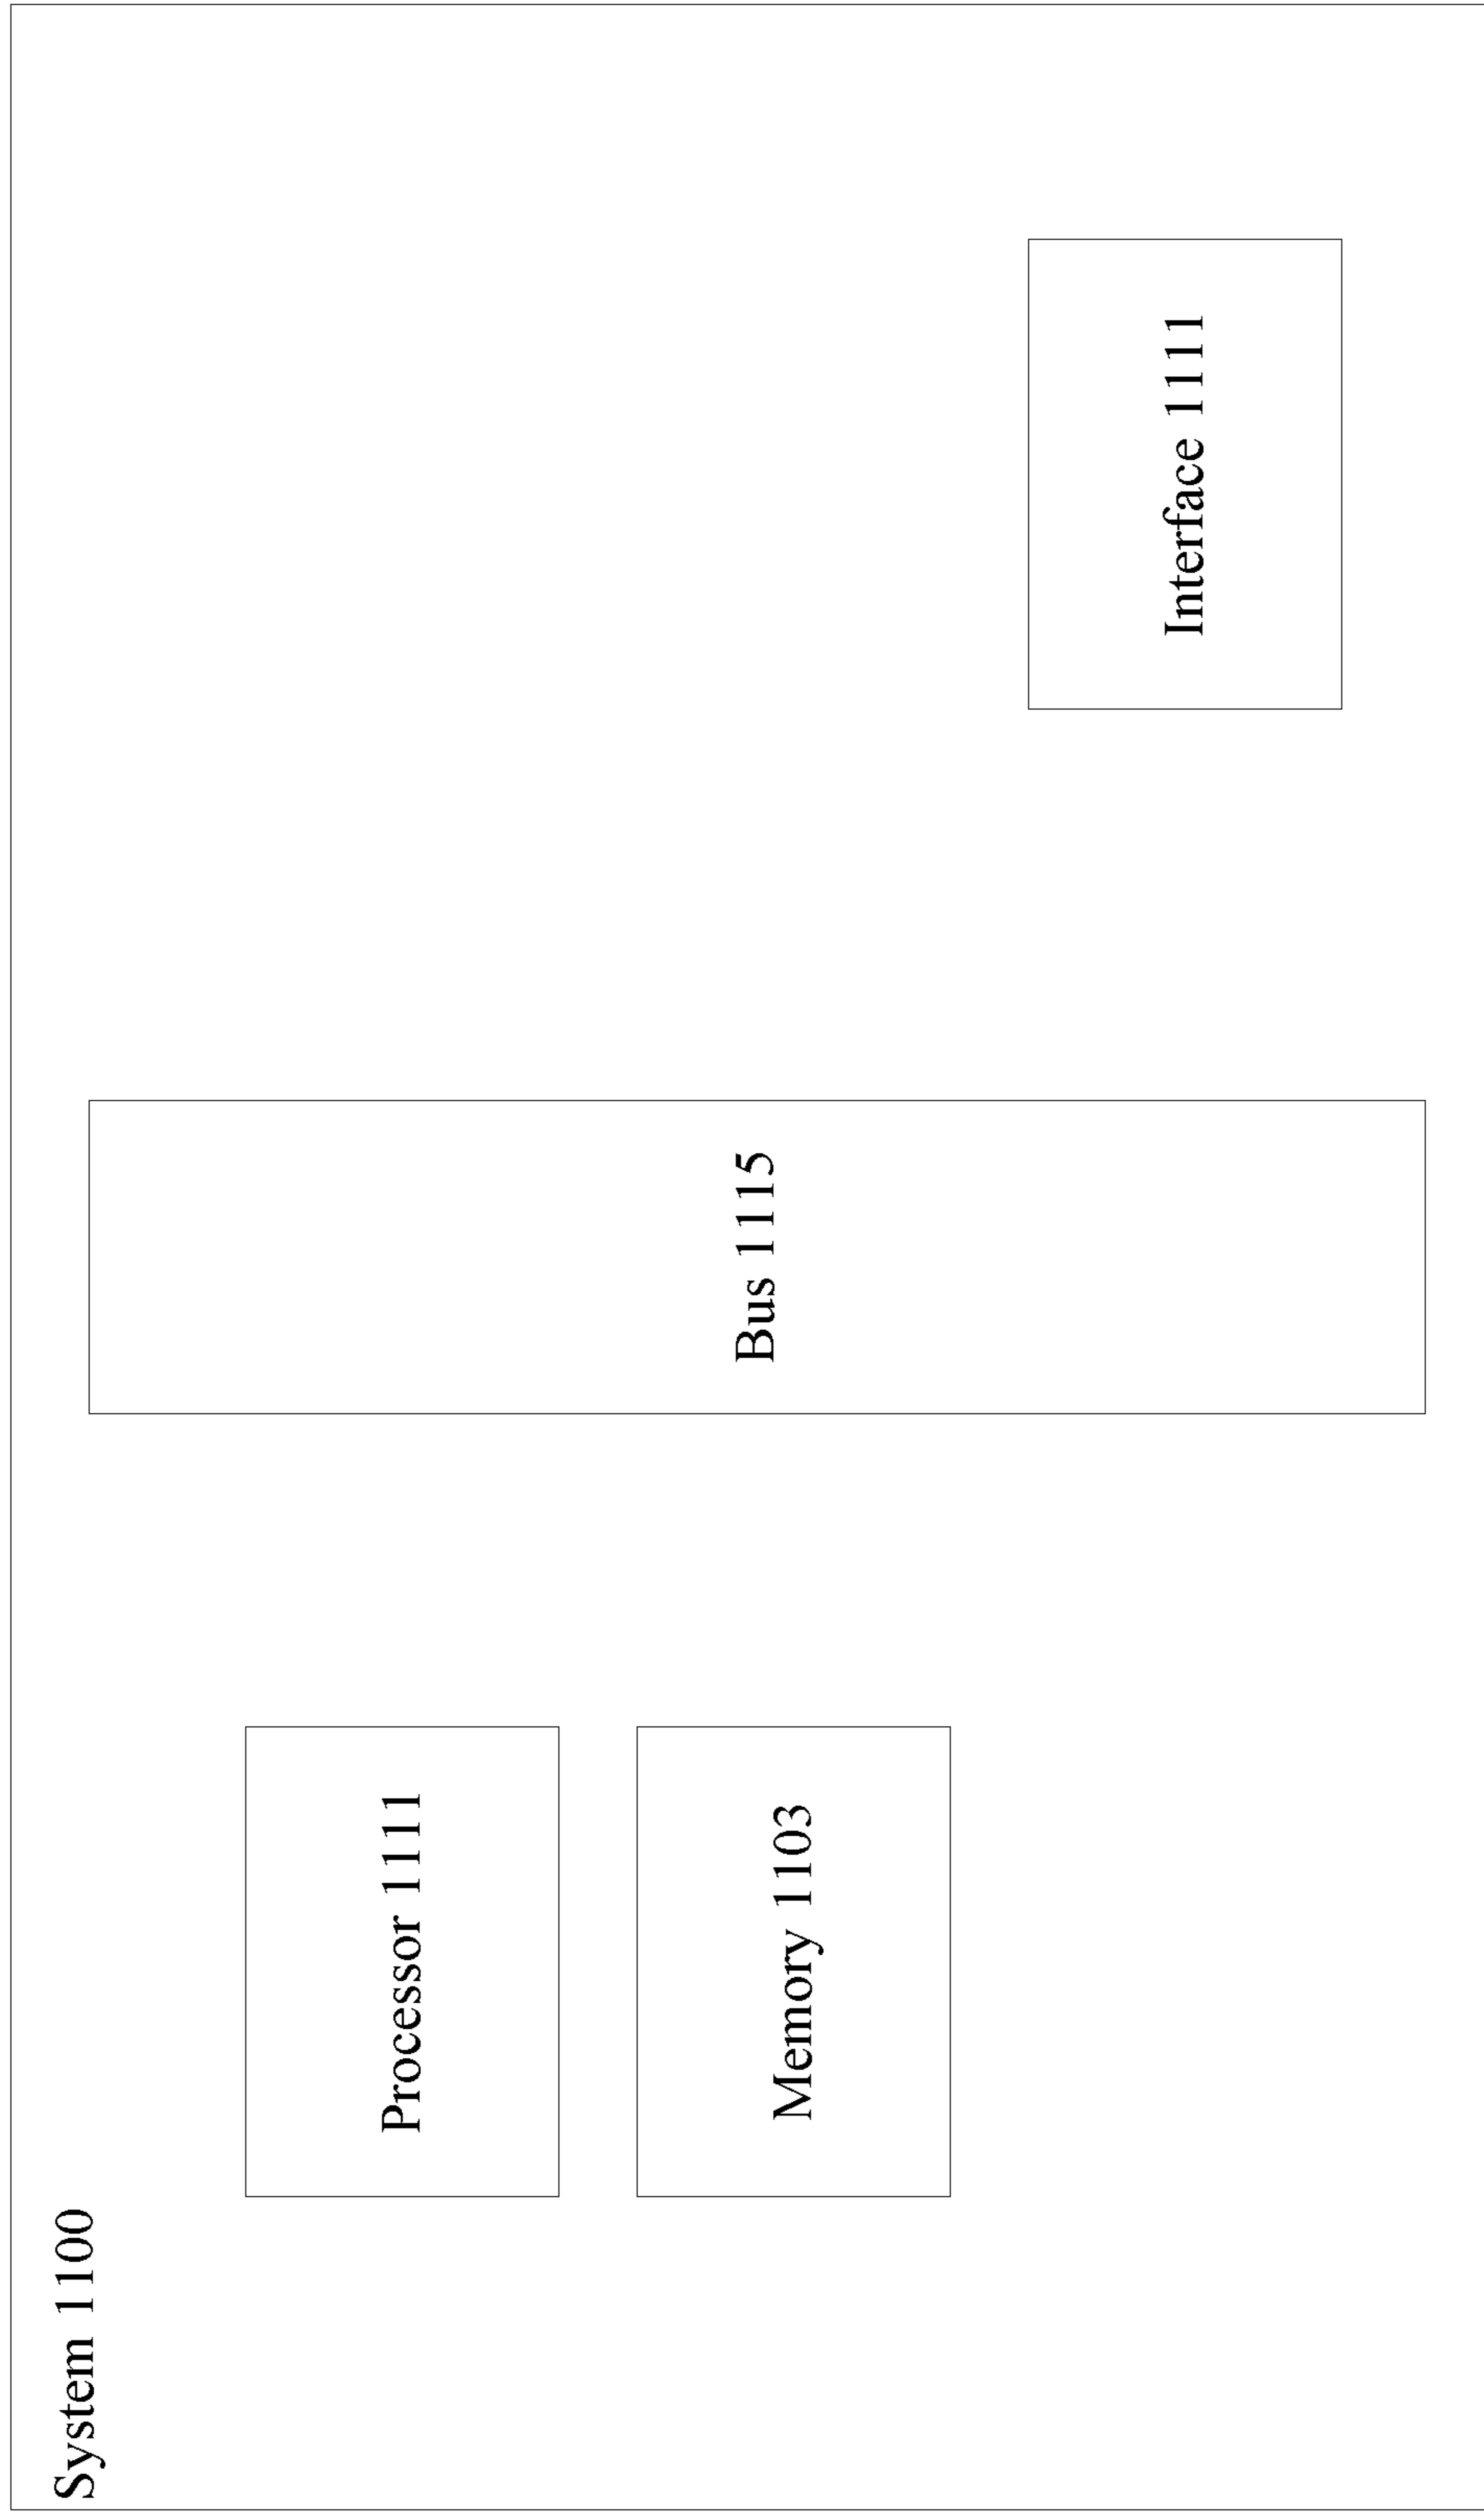 System 1100
Processor 1111
Memory 1103
Bus 1115
Interface 1111